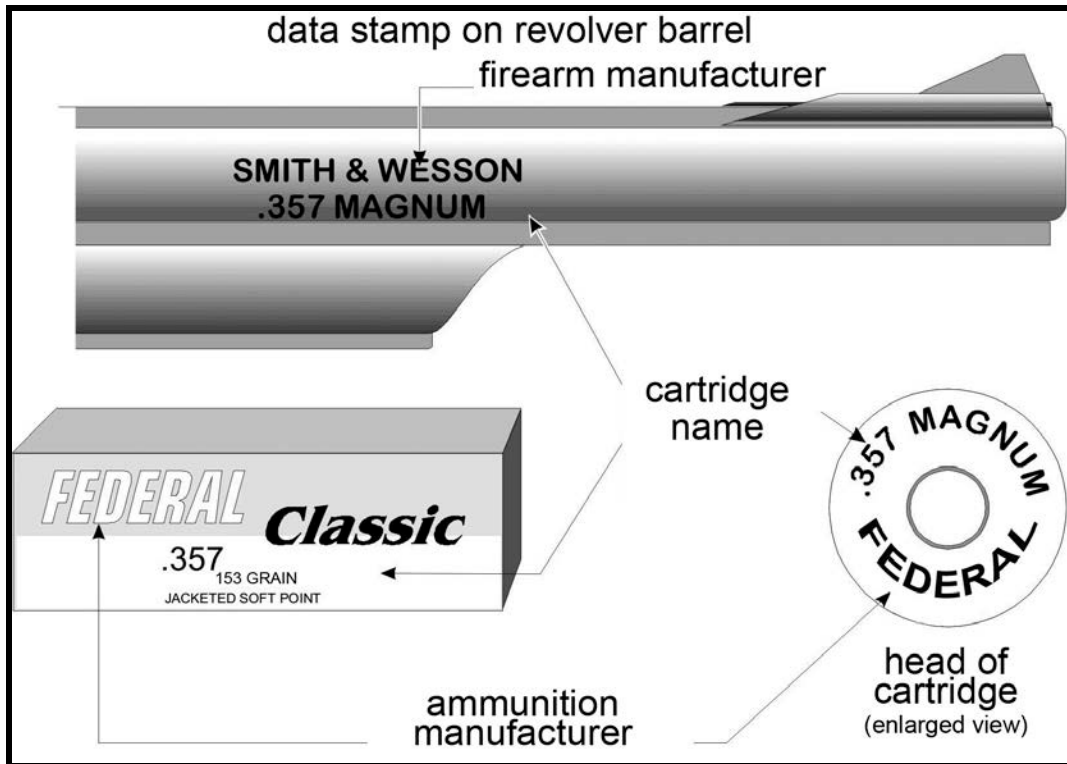 data stamp on revolver barrel
firearm manufacturer
SMITH & WESSON
.357 MAGNUM
cartridge
name
FEDERAL
Classic
.357
153 GRAIN
JACKETED SOFT POINT
.357 MAGNUM
FEDERAL
head of
cartridge
(enlarged view)
ammunition
manufacturer